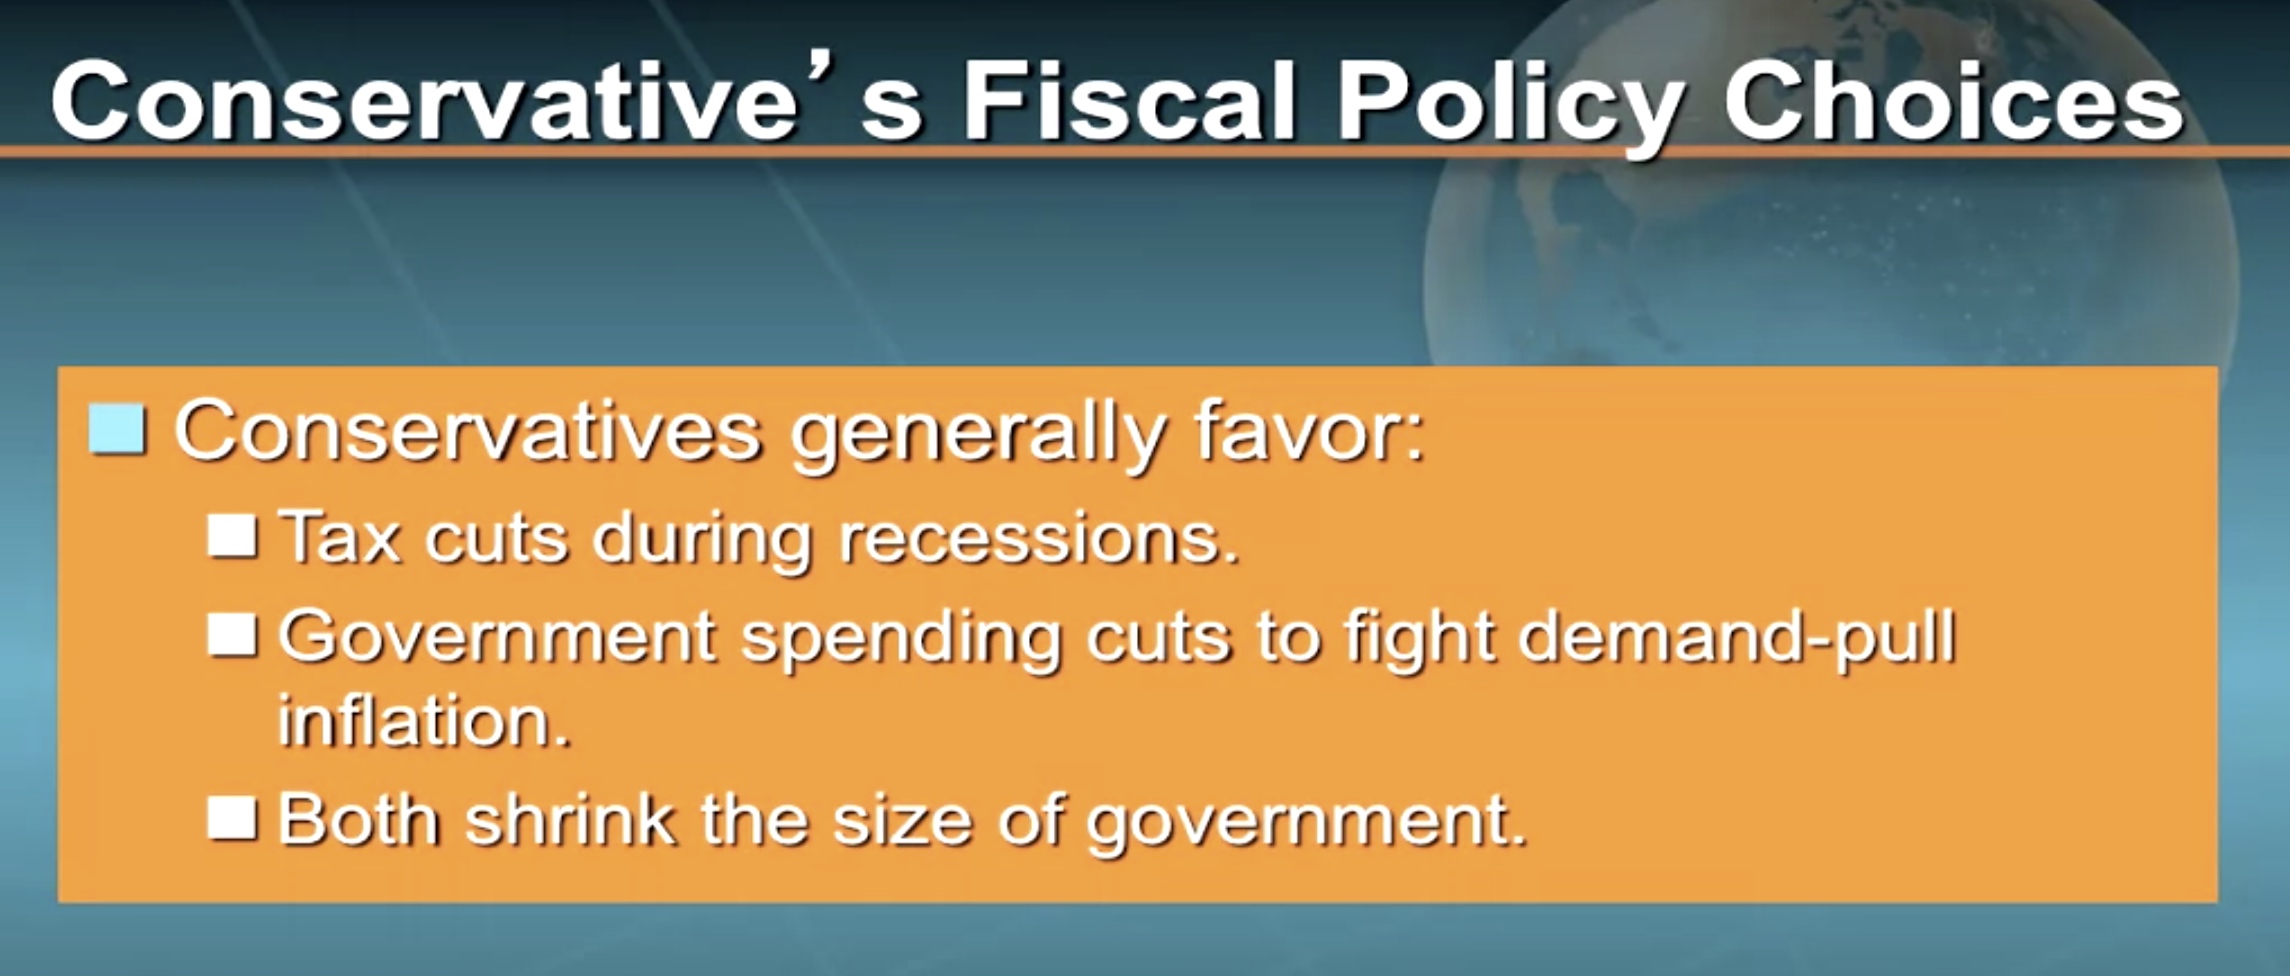 Conservative’s Fiscal Policy Choices
Conservatives generally favor:
Tax cuts during recessions.
Government spending cuts to fight demand-pull
inflation.
Both shrink the size of government.